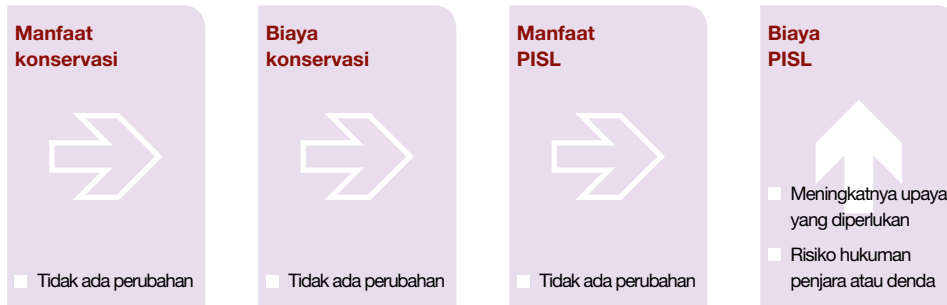 Manfaat
konservasi
Tidak ada perubahan
Biaya
konservasi
Tidak ada perubahan
Manfaat
PISL
Tidak ada perubahan
Biaya
PISL
Meningkatnya upaya
yang diperlukan
Risiko hukuman
penjara atau denda